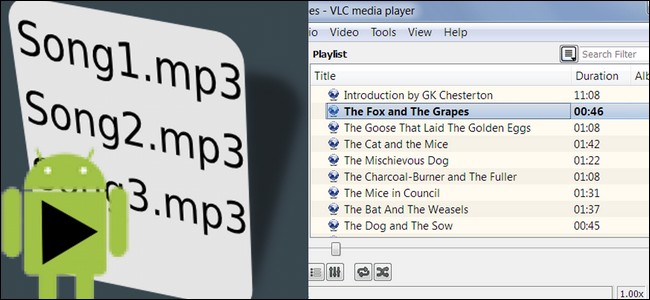 Song1.mp3
Song2.mp3
Song3.mp3
es - VLC media player
io Video Tools View Help
Playlist
Search Filter
Title Duration Alb
Introduction by GK Chesterton 11:08
The Fox and The Grapes 00:46
The Goose That Laid The Golden Eggs 01:08
The Cat and the Mice 01:42
The Mischievous Dog 01:22
The Charcoal-Burner and The Fuller 01:08
The Mice in Council 01:31
The Bat And The Weasels 01:37
The Dog and The Sow 00:45
1.00x